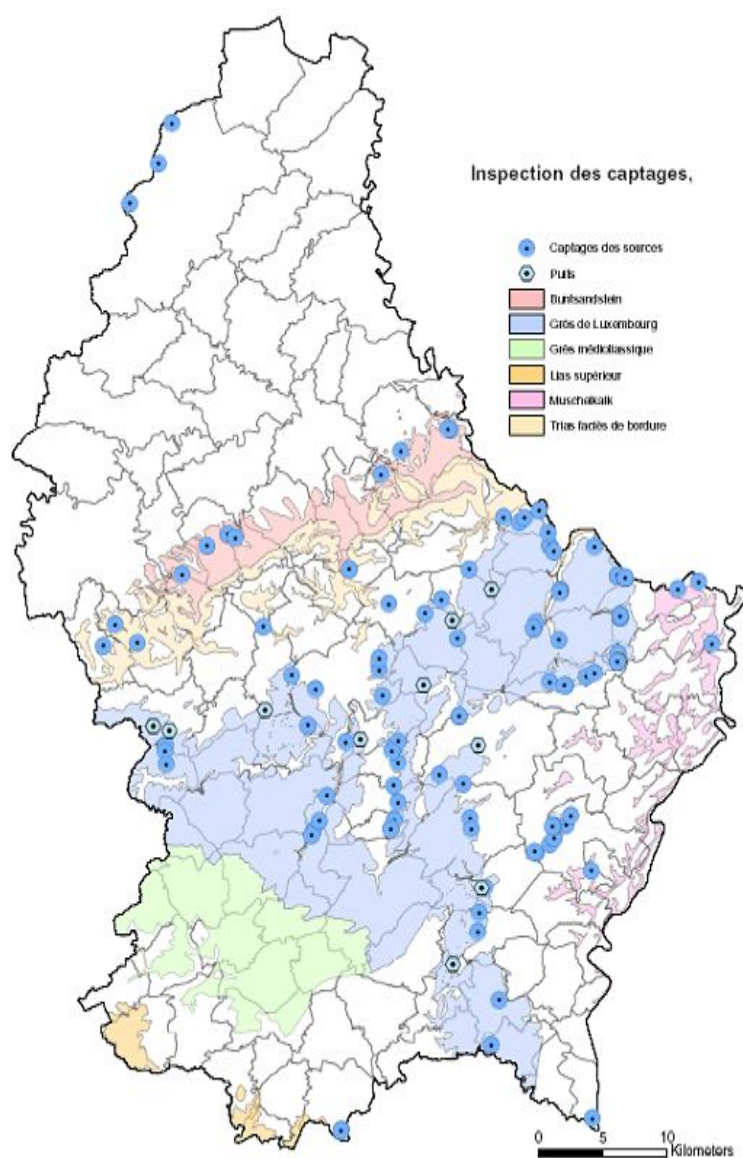 Inspection des captages,
Captages des sources
Puits
Buntsandstein
Grès de Luxembourg
Grès médioliassique
Lias supérieur
Muschelkalk
Trias faciès de bordure
0 5 10
Kilometers